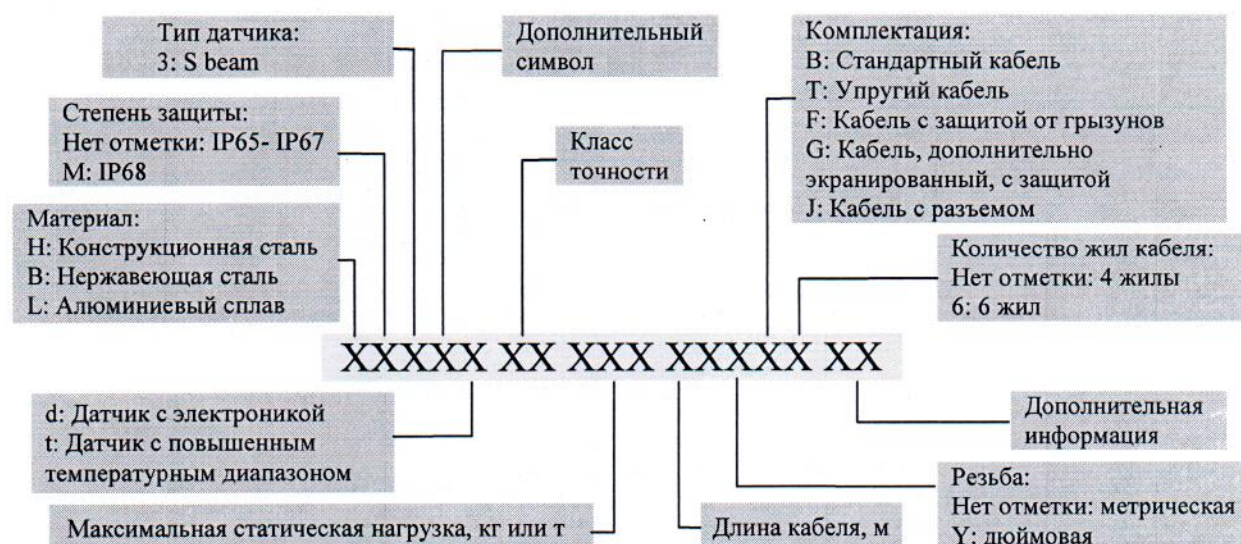 Тип датчика:
3: S beam
Дополнительный
символ
Комплектация:
B: Стандартный кабель
T: Упругий кабель
F: Кабель с защитой от грызунов
G: Кабель, дополнительно
экранированный, с защитой
J: Кабель с разъемом
Степень защиты:
Нет отметки: IP65- IP67
M: IP68
Класс
точности
Материал:
H: Конструкционная сталь
B: Нержавеющая сталь
L: Алюминиевый сплав
Количество жил кабеля:
Нет отметки: 4 жилы
6: 6 жил
XXXXX XX XXX XXXXX XX
d: Датчик с электроникой
t: Датчик с повышенным
температурным диапазоном
Дополнительная
информация
Максимальная статическая нагрузка, кг или т
Длина кабеля, м
Резьба:
Нет отметки: метрическая
Y: дюймовая